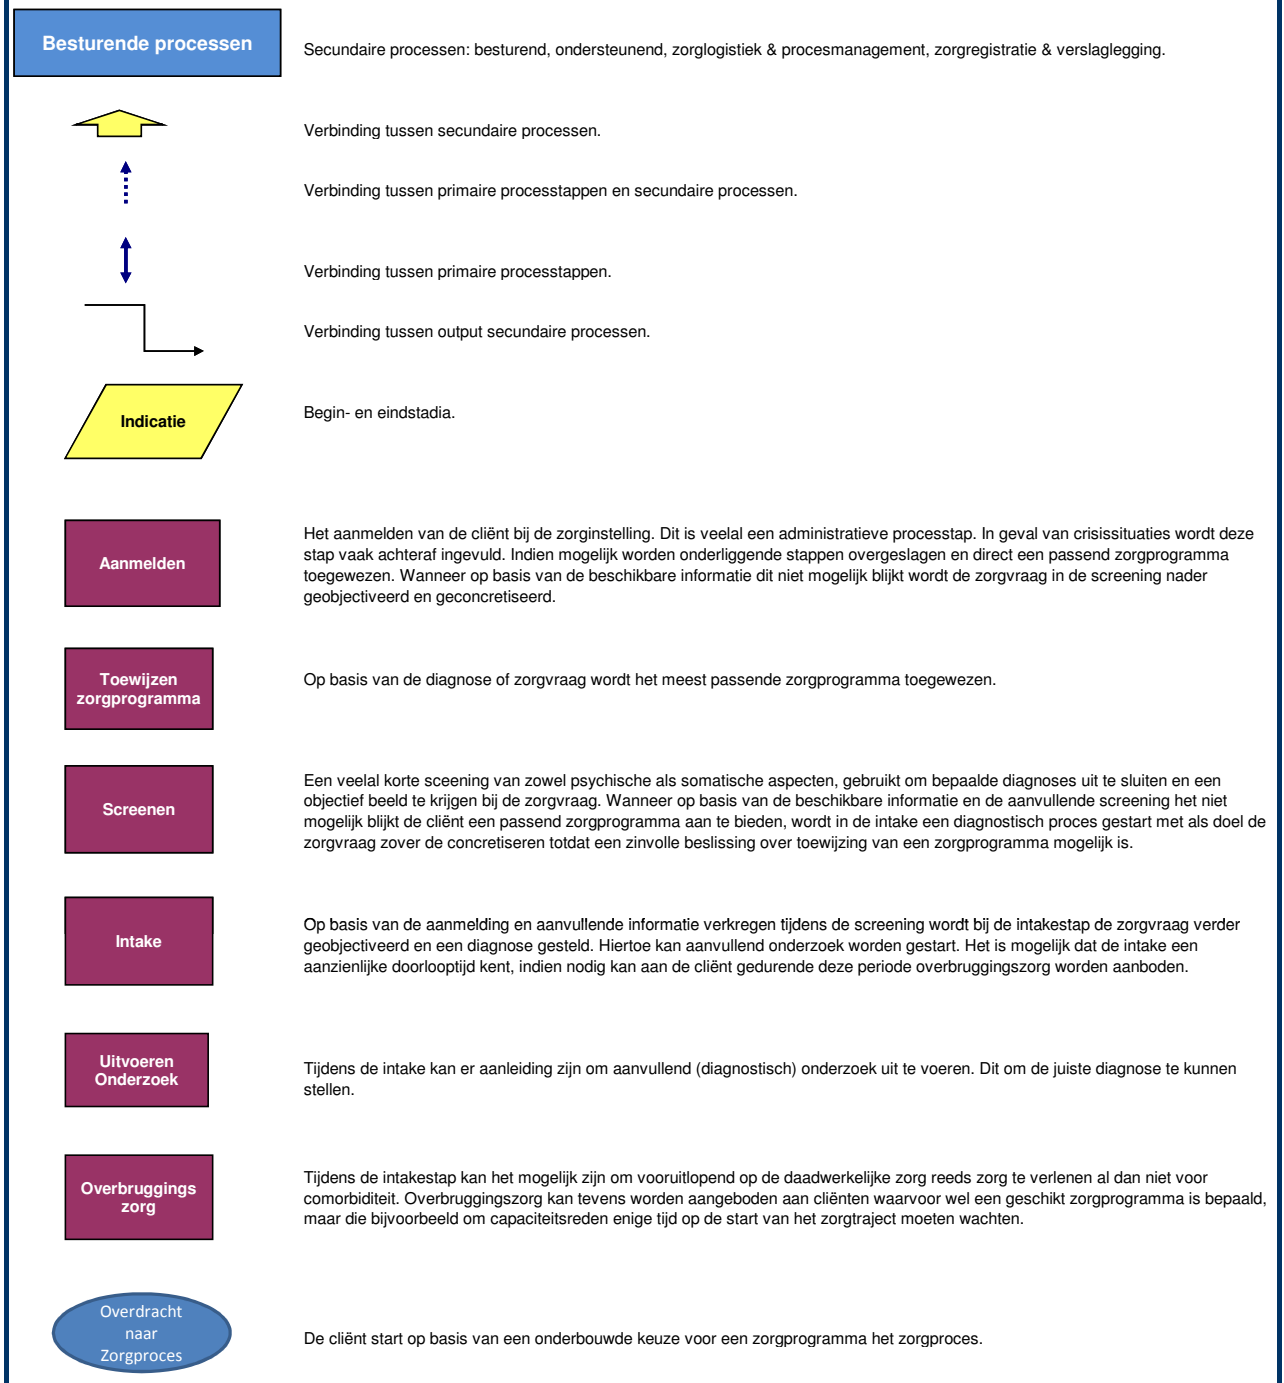 Besturende processen
Secundaire processen: besturend, ondersteunend, zorglogistiek & procesmanagement, zorgregistratie & verslaglegging.
Verbinding tussen secundaire processen.
Verbinding tussen primaire processtappen en secundaire processen.
Verbinding tussen primaire processtappen.
Verbinding tussen output secundaire processen.
Indicatie
Begin- en eindstadia.
Aanmelden
Het aanmelden van de cliënt bij de zorginstelling. Dit is veelal een administratieve processtap. In geval van crisissituaties wordt deze
stap vaak achteraf ingevuld. Indien mogelijk worden onderliggende stappen overgeslagen en direct een passend zorgprogramma
toegewezen. Wanneer op basis van de beschikbare informatie dit niet mogelijk blijkt wordt de zorgvraag in de screening nader
geobjectiveerd en geconcretiseerd.
Toewijzen
zorgprogramma
Op basis van de diagnose of zorgvraag wordt het meest passende zorgprogramma toegewezen.
Screenen
Een veelal korte sceening van zowel psychische als somatische aspecten, gebruikt om bepaalde diagnoses uit te sluiten en een
objectief beeld te krijgen bij de zorgvraag. Wanneer op basis van de beschikbare informatie en de aanvullende screening het niet
mogelijk blijkt de cliënt een passend zorgprogramma aan te bieden, wordt in de intake een diagnostisch proces gestart met als doel de
zorgvraag zover de concretiseren totdat een zinvolle beslissing over toewijzing van een zorgprogramma mogelijk is.
Intake
Op basis van de aanmelding en aanvullende informatie verkregen tijdens de screening wordt bij de intakestap de zorgvraag verder
geobjectiveerd en een diagnose gesteld. Hiertoe kan aanvullend onderzoek worden gestart. Het is mogelijk dat de intake een
aanzienlijke doorlooptijd kent, indien nodig kan aan de cliënt gedurende deze periode overbruggingszorg worden aanboden.
Uitvoeren
Onderzoek
Tijdens de intake kan er aanleiding zijn om aanvullend (diagnostisch) onderzoek uit te voeren. Dit om de juiste diagnose te kunnen
stellen.
Overbruggings
zorg
Tijdens de intakestap kan het mogelijk zijn om vooruitlopend op de daadwerkelijke zorg reeds zorg te verlenen al dan niet voor
comorbiditeit. Overbruggingszorg kan tevens worden aangeboden aan cliënten waarvoor wel een geschikt zorgprogramma is bepaald,
maar die bijvoorbeeld om capaciteitsreden enige tijd op de start van het zorgtraject moeten wachten.
Overdracht
naar
Zorgproces
De cliënt start op basis van een onderbouwde keuze voor een zorgprogramma het zorgproces.